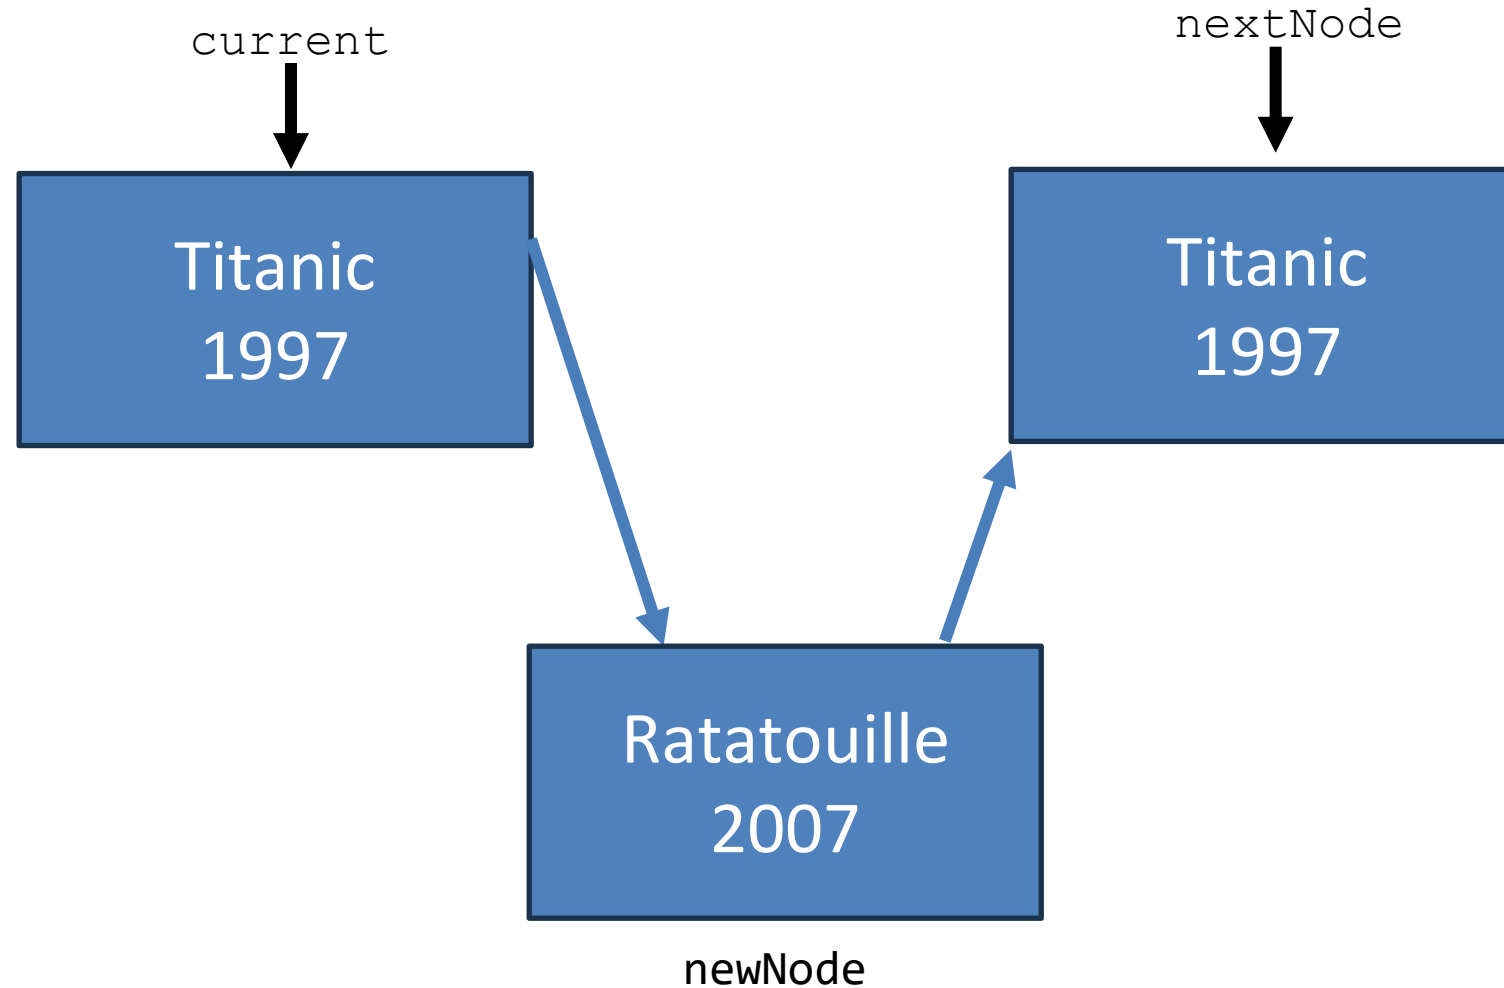 current
nextNode
Titanic
1997
Titanic
1997
Ratatouille
2007
newNode